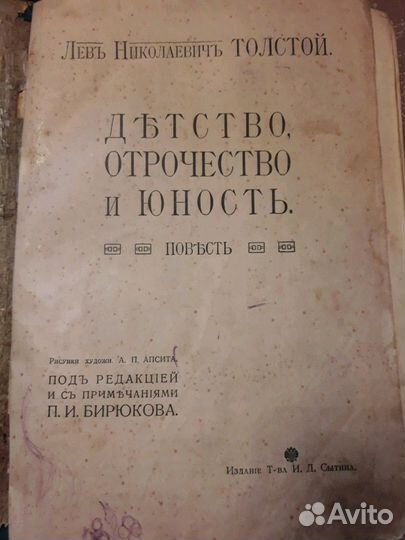 Левъ Николаевичъ ТОЛСТОЙ.
ДѢТСТВО,
ОТРОЧЕСТВО
и ЮНОСТЬ.
ПОВѢСТЬ
Рисунки художн. А. П. АПСИТА.
ПОДЪ РЕДАКЦІЕЙ
И СЪ ПРИМѢЧАНІЯМИ
П. И. БИРЮКОВА.
Изданіе Т-ва И. Д. Сытина.
Avito